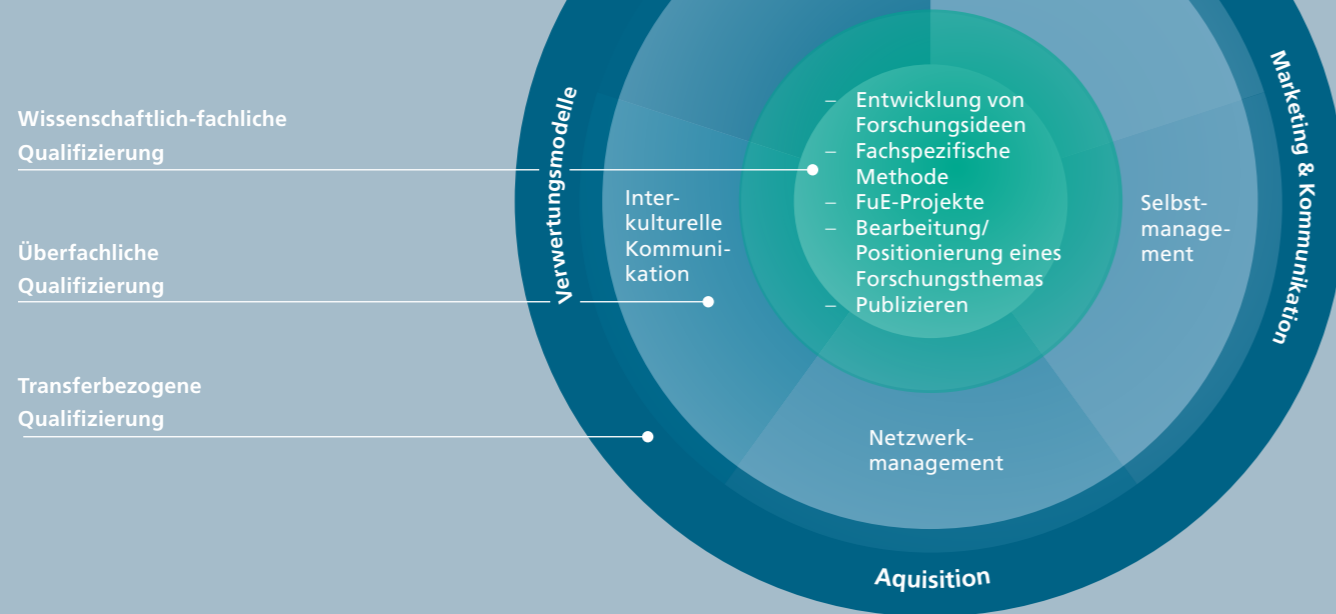 Wissenschaftlich-fachliche
Qualifizierung
Überfachliche
Qualifizierung
Transferbezogene
Qualifizierung
Verwertungsmodelle
Inter-
kulturelle
Kommuni-
kation
– Entwicklung von
Forschungsideen
– Fachspezifische
Methode
– FuE-Projekte
– Bearbeitung/
Positionierung eines
Forschungsthemas
– Publizieren
Selbst-
manage-
ment
Marketing & Kommunikation
Netzwerk-
management
Aquisition